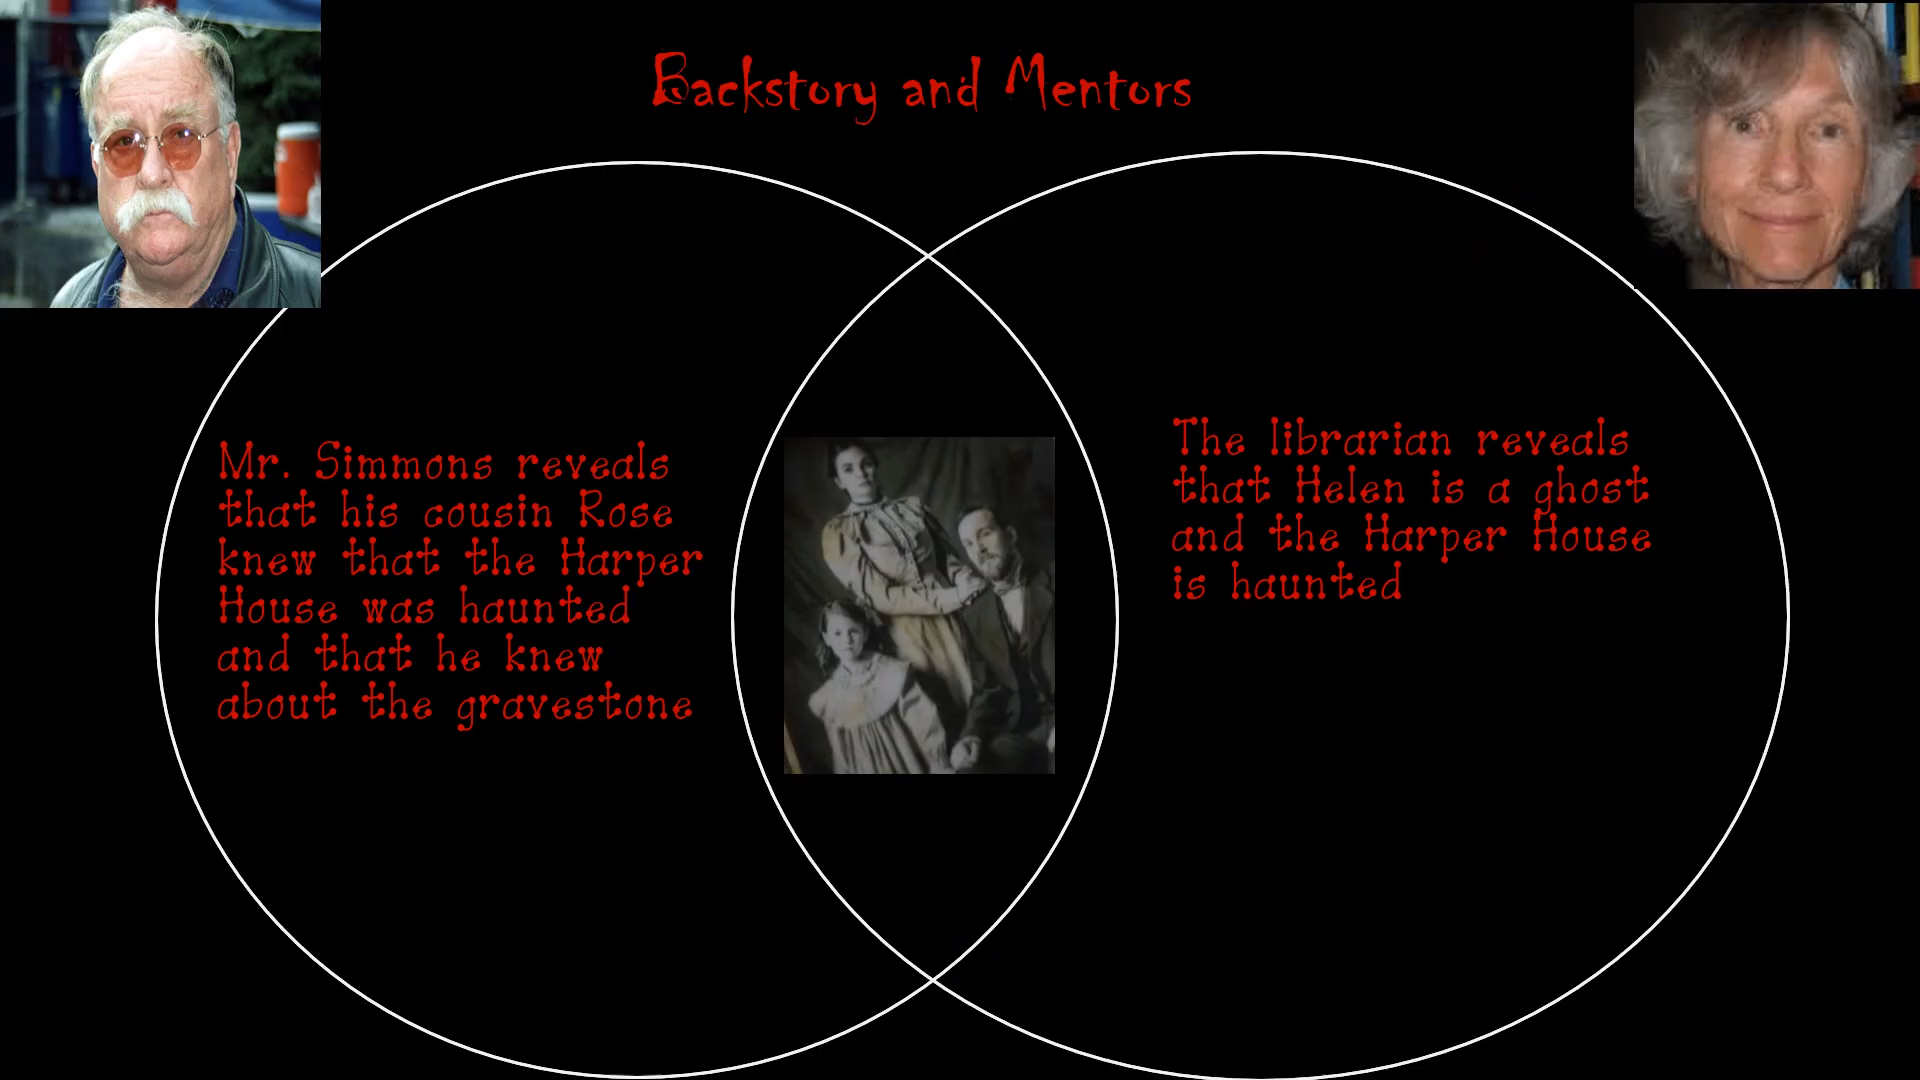 Backstory and Mentors
Mr. Simmons reveals
that his cousin Rose
knew that the Harper
House was haunted
and that he knew
about the gravestone
The librarian reveals
that Helen is a ghost
and the Harper House
is haunted